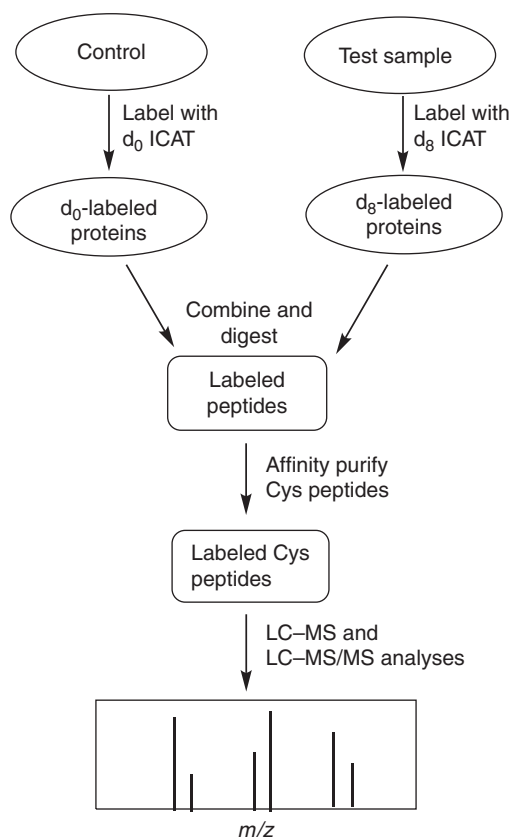 Control
Test sample
Label with
d₀ ICAT
Label with
d₈ ICAT
d₀-labeled
proteins
d₈-labeled
proteins
Combine and
digest
Labeled
peptides
Affinity purify
Cys peptides
Labeled Cys
peptides
LC–MS and
LC–MS/MS analyses
m/z